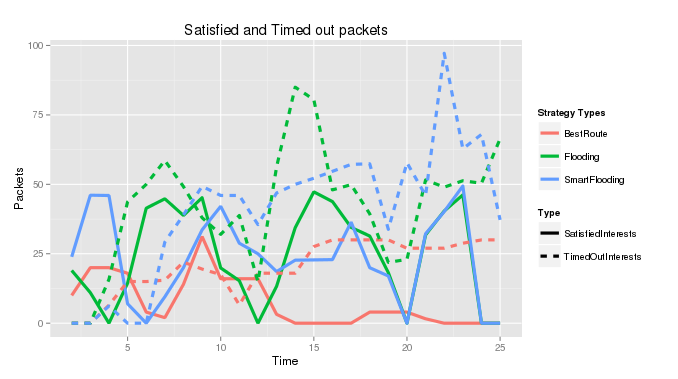 Satisfied and Timed out packets
100
75
50
25
0
Packets
5
10
15
20
25
Time
Strategy Types
BestRoute
Flooding
SmartFlooding
Type
SatisfiedInterests
TimedOutInterests